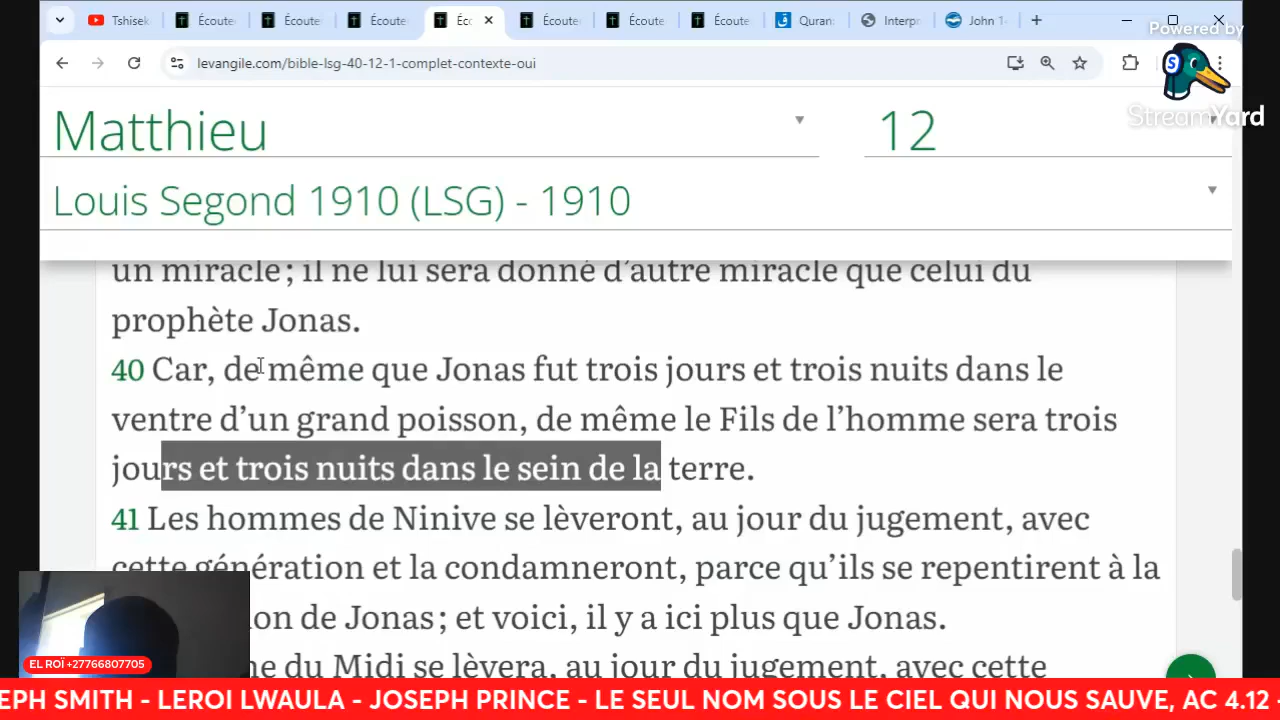 Tshisek
Écoute
Écoute
Écoute
Éco
Écoute
Écoute
Écoute
Quran
Interp
John 1
Powered by
levangile.com/bible-lsg-40-12-1-complet-contexte-oui
StreamYard
Matthieu
12
Louis Segond 1910 (LSG) - 1910
un miracle ; il ne lui sera donné d’autre miracle que celui du
prophète Jonas.
40 Car, de même que Jonas fut trois jours et trois nuits dans le
ventre d’un grand poisson, de même le Fils de l’homme sera trois
jours et trois nuits dans le sein de la terre.
41 Les hommes de Ninive se lèveront, au jour du jugement, avec
cette génération et la condamneront, parce qu’ils se repentirent à la
on de Jonas ; et voici, il y a ici plus que Jonas.
ne du Midi se lèvera, au jour du jugement, avec cette
EL ROÏ +27766807705
EPH SMITH - LEROI LWAULA - JOSEPH PRINCE - LE SEUL NOM SOUS LE CIEL QUI NOUS SAUVE, AC 4.12 -